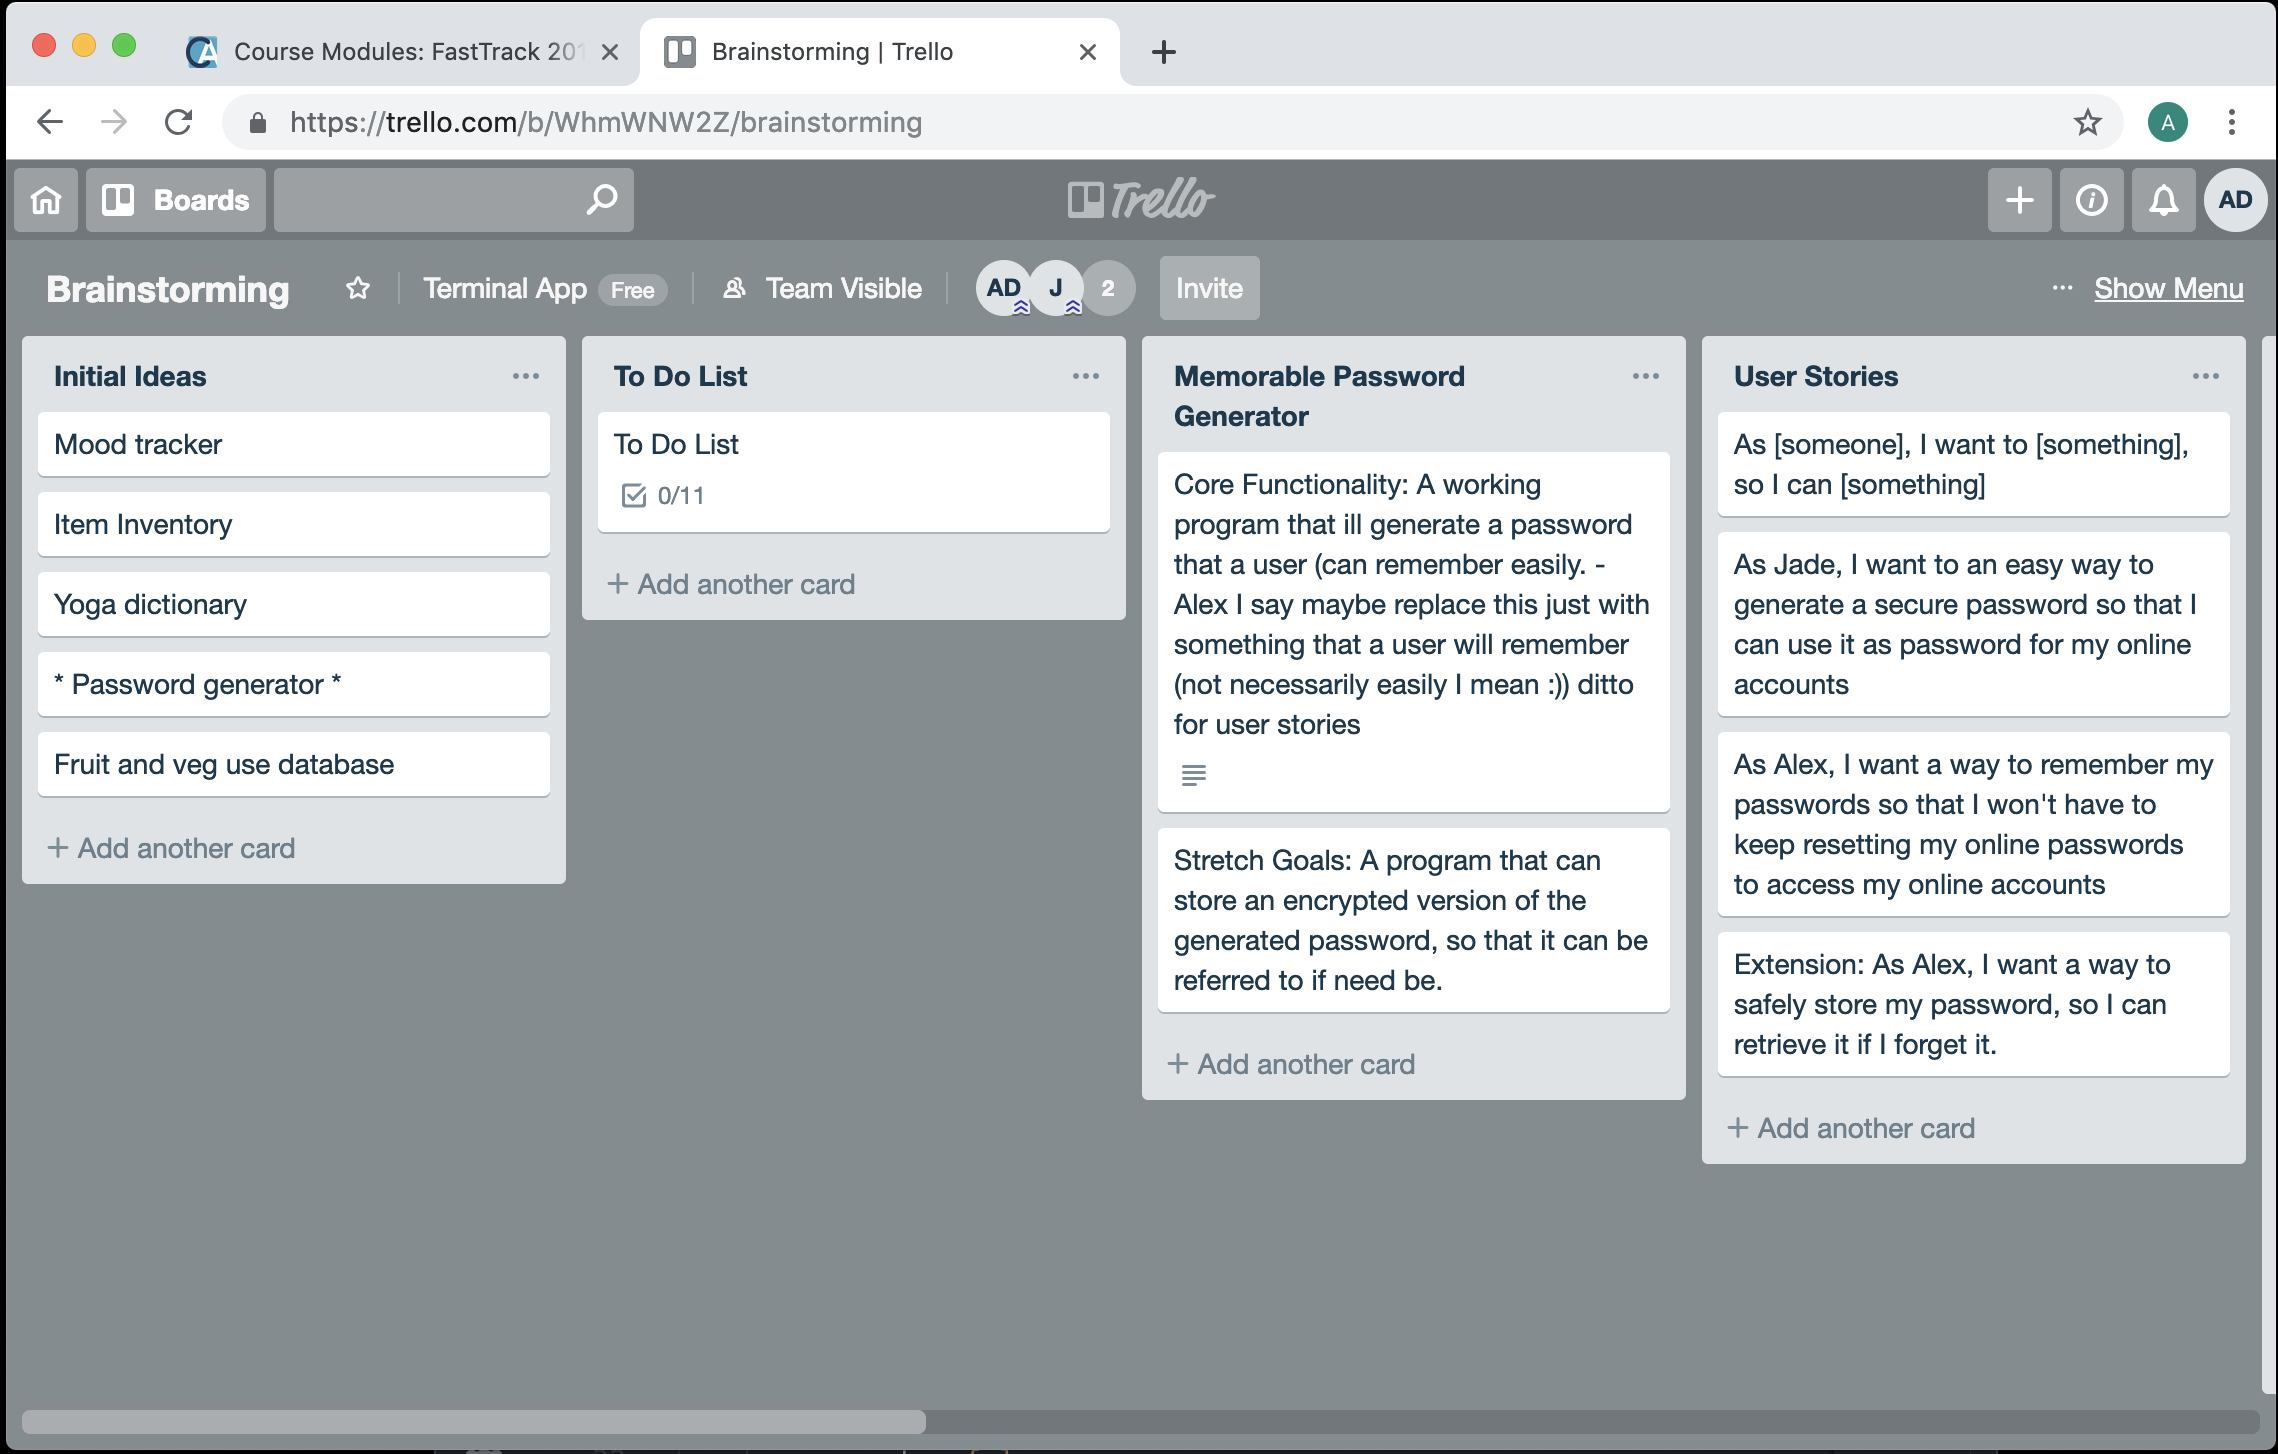 Course Modules: FastTrack 201
Brainstorming | Trello
https://trello.com/b/WhmWNW2Z/brainstorming
A
Boards
Trello
AD
Brainstorming
Terminal App Free
Team Visible
AD J 2
Invite
Show Menu
Initial Ideas
Mood tracker
Item Inventory
Yoga dictionary
* Password generator *
Fruit and veg use database
+ Add another card
To Do List
To Do List
0/11
+ Add another card
Memorable Password
Generator
Core Functionality: A working
program that ill generate a password
that a user (can remember easily. -
Alex I say maybe replace this just with
something that a user will remember
(not necessarily easily I mean :)) ditto
for user stories
Stretch Goals: A program that can
store an encrypted version of the
generated password, so that it can be
referred to if need be.
+ Add another card
User Stories
As [someone], I want to [something],
so I can [something]
As Jade, I want to an easy way to
generate a secure password so that I
can use it as password for my online
accounts
As Alex, I want a way to remember my
passwords so that I won't have to
keep resetting my online passwords
to access my online accounts
Extension: As Alex, I want a way to
safely store my password, so I can
retrieve it if I forget it.
+ Add another card